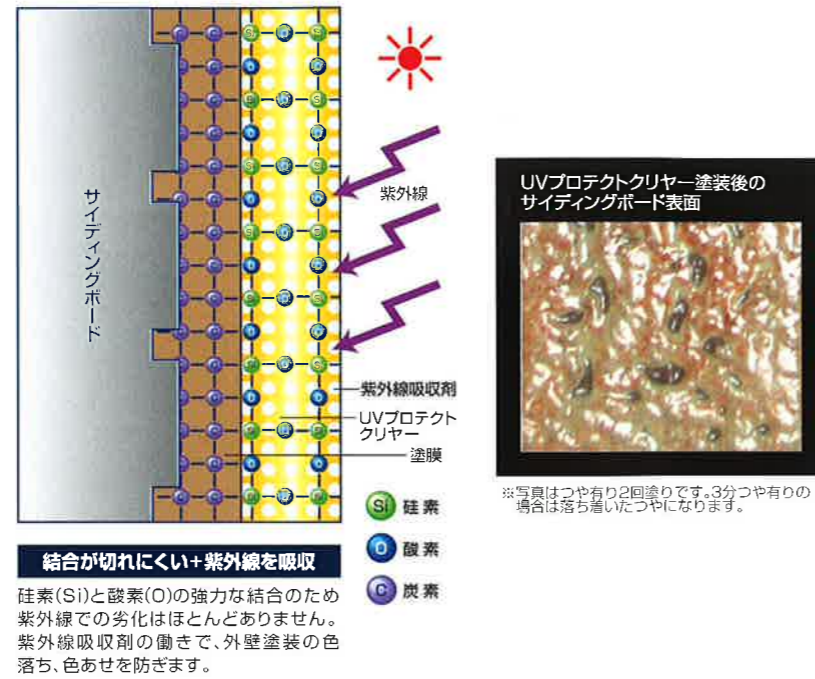 サイディングボード
紫外線
紫外線吸収剤
UVプロテクト
クリヤー
塗膜
Si 硅素
O 酸素
C 炭素
結合が切れにくい+紫外線を吸収
硅素(Si)と酸素(O)の強力な結合のため
紫外線での劣化はほとんどありません。
紫外線吸収剤の働きで、外壁塗装の色
落ち、色あせを防ぎます。
UVプロテクトクリヤー塗装後の
サイディングボード表面
※写真はつや有り2回塗りです。3分つや有りの
場合は落ち着いたつやになります。